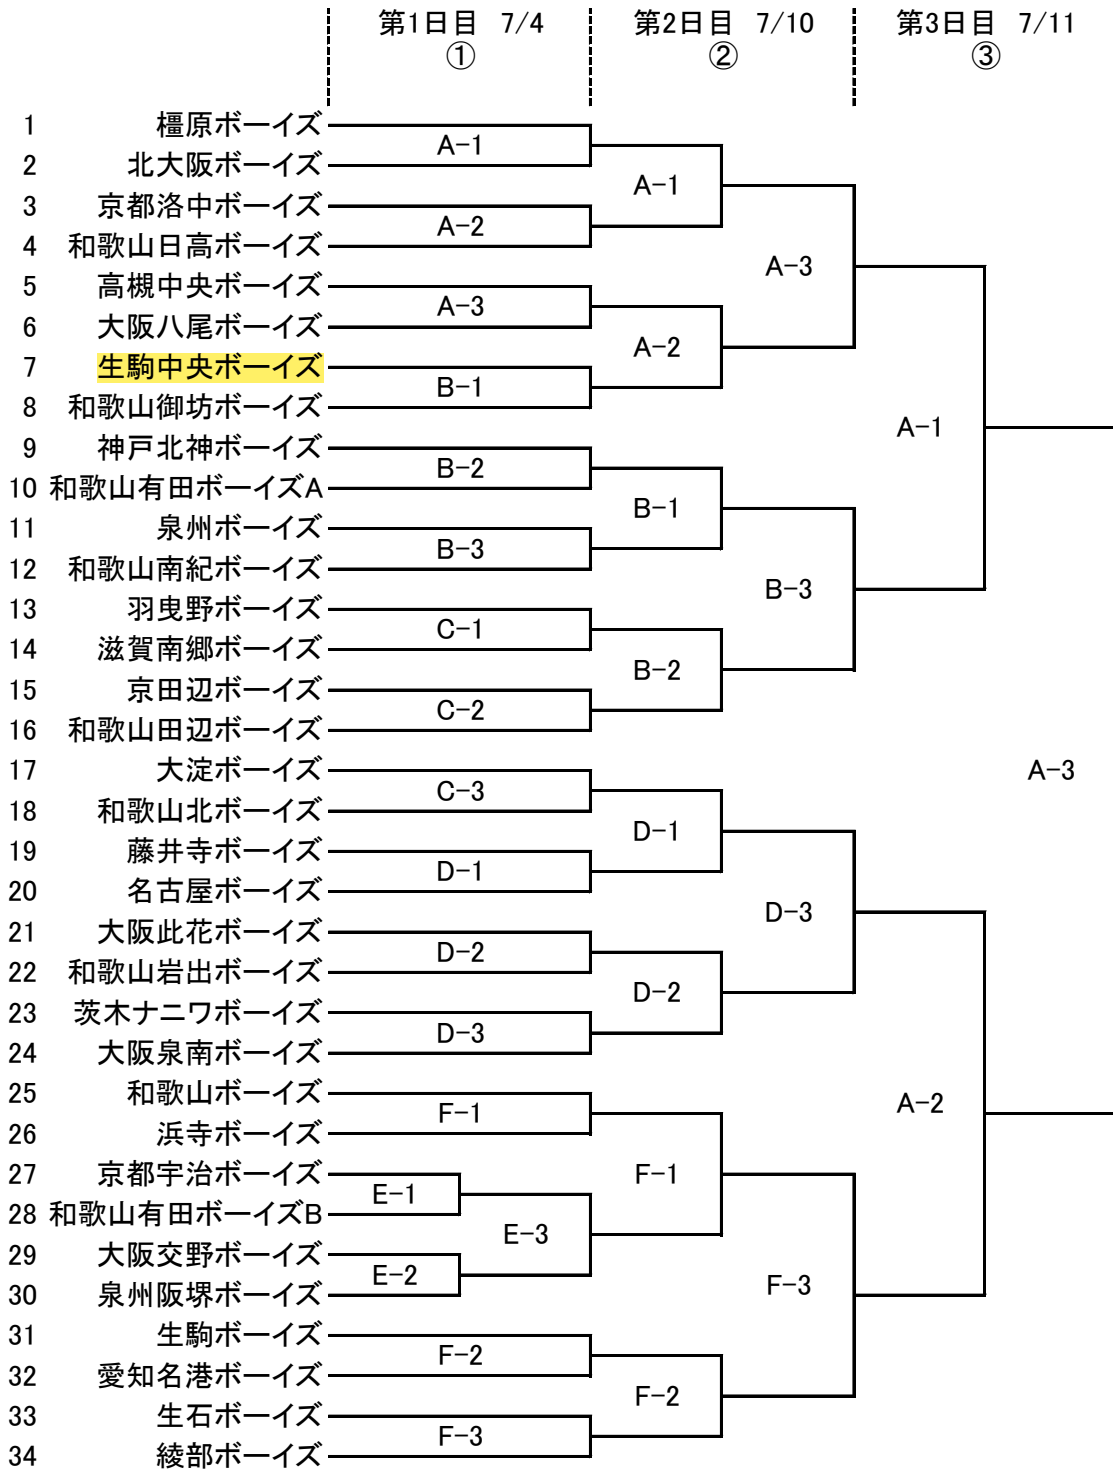 第1日目 7/4 第2日目 7/10 第3日目 7/11
① ② ③
1 橿原ボーイズ
A-1
2 北大阪ボーイズ
A-1
3 京都洛中ボーイズ
A-2
4 和歌山日高ボーイズ
A-3
5 高槻中央ボーイズ
A-3
6 大阪八尾ボーイズ
A-2
7 生駒中央ボーイズ
B-1
8 和歌山御坊ボーイズ
A-1
9 神戸北神ボーイズ
B-2
10 和歌山有田ボーイズA
B-1
11 泉州ボーイズ
B-3
12 和歌山南紀ボーイズ
B-3
13 羽曳野ボーイズ
C-1
14 滋賀南郷ボーイズ
B-2
15 京田辺ボーイズ
C-2
16 和歌山田辺ボーイズ
17 大淀ボーイズ
A-3
C-3
18 和歌山北ボーイズ
D-1
19 藤井寺ボーイズ
D-1
20 名古屋ボーイズ
D-3
21 大阪此花ボーイズ
D-2
22 和歌山岩出ボーイズ
D-2
23 茨木ナニワボーイズ
D-3
24 大阪泉南ボーイズ
25 和歌山ボーイズ
A-2
F-1
26 浜寺ボーイズ
27 京都宇治ボーイズ
F-1
E-1
28 和歌山有田ボーイズB
E-3
29 大阪交野ボーイズ
E-2
F-3
30 泉州阪堺ボーイズ
31 生駒ボーイズ
F-2
32 愛知名港ボーイズ
F-2
33 生石ボーイズ
F-3
34 綾部ボーイズ